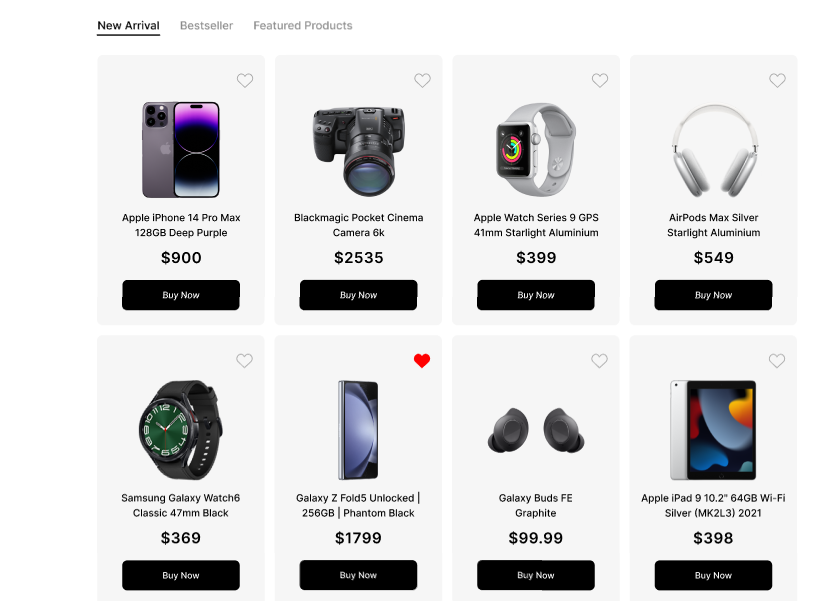 New Arrival Bestseller Featured Products
Apple iPhone 14 Pro Max
128GB Deep Purple
$900
Buy Now
Blackmagic Pocket Cinema
Camera 6k
$2535
Buy Now
Apple Watch Series 9 GPS
41mm Starlight Aluminium
$399
Buy Now
AirPods Max Silver
Starlight Aluminium
$549
Buy Now
Samsung Galaxy Watch6
Classic 47mm Black
$369
Buy Now
Galaxy Z Fold5 Unlocked |
256GB | Phantom Black
$1799
Buy Now
Galaxy Buds FE
Graphite
$99.99
Buy Now
Apple iPad 9 10.2" 64GB Wi-Fi
Silver (MK2L3) 2021
$398
Buy Now